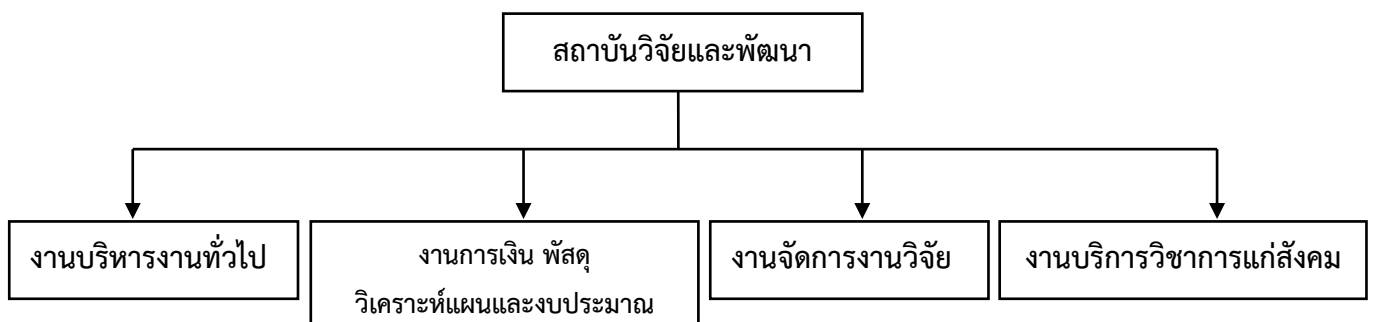 สถาบันวิจัยและพัฒนา
งานบริหารงานทั่วไป
งานการเงิน พัสดุ
วิเคราะห์แผนและงบประมาณ
งานจัดการงานวิจัย
งานบริการวิชาการแก่สังคม